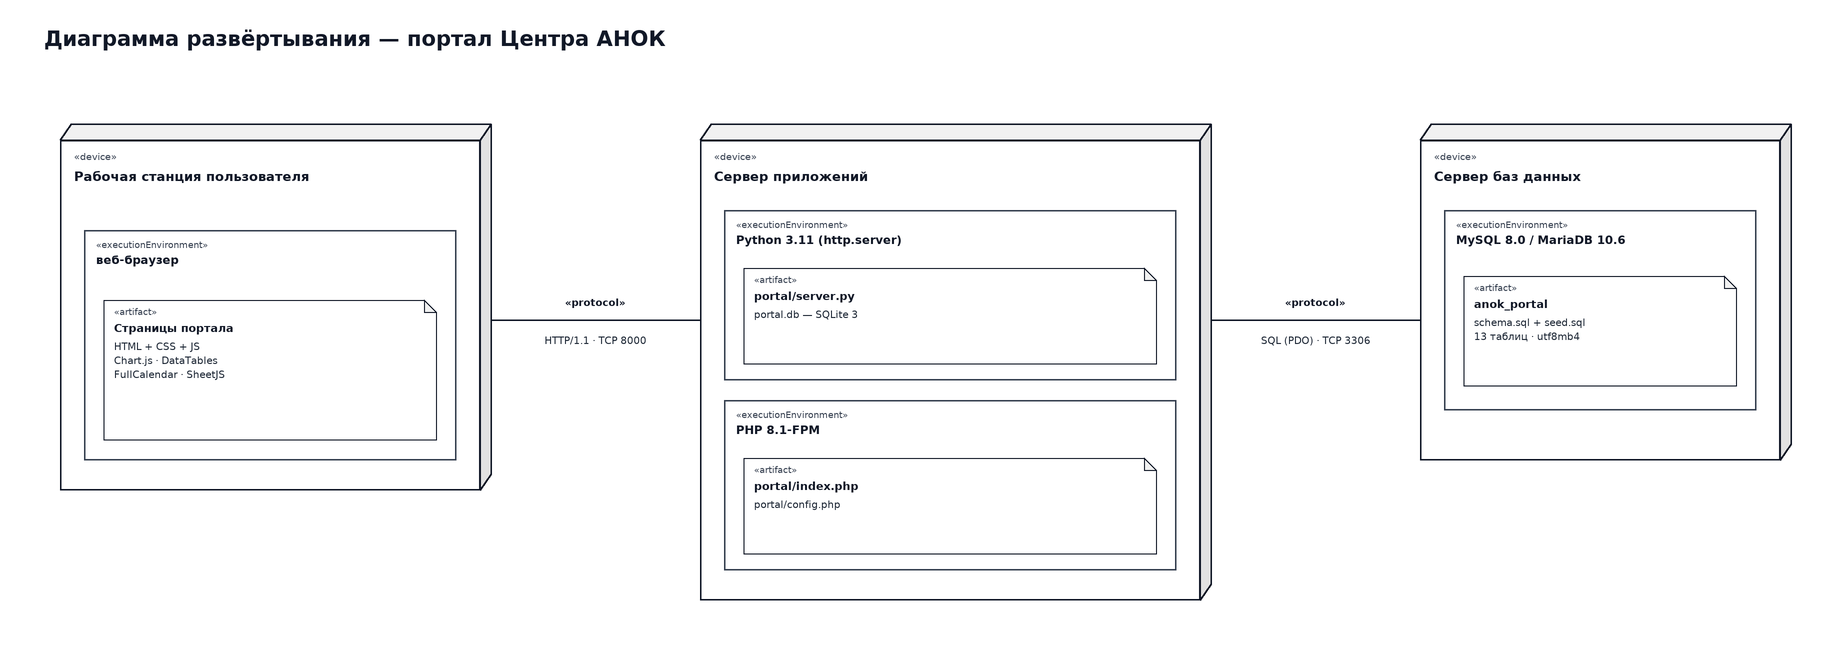 Диаграмма развёртывания — портал Центра АНОК
«device»
Рабочая станция пользователя
«executionEnvironment»
веб-браузер
«artifact»
Страницы портала
HTML + CSS + JS
Chart.js · DataTables
FullCalendar · SheetJS
«protocol»
HTTP/1.1 · TCP 8000
«device»
Сервер приложений
«executionEnvironment»
Python 3.11 (http.server)
«artifact»
portal/server.py
portal.db — SQLite 3
«executionEnvironment»
PHP 8.1-FPM
«artifact»
portal/index.php
portal/config.php
«protocol»
SQL (PDO) · TCP 3306
«device»
Сервер баз данных
«executionEnvironment»
MySQL 8.0 / MariaDB 10.6
«artifact»
anok_portal
schema.sql + seed.sql
13 таблиц · utf8mb4